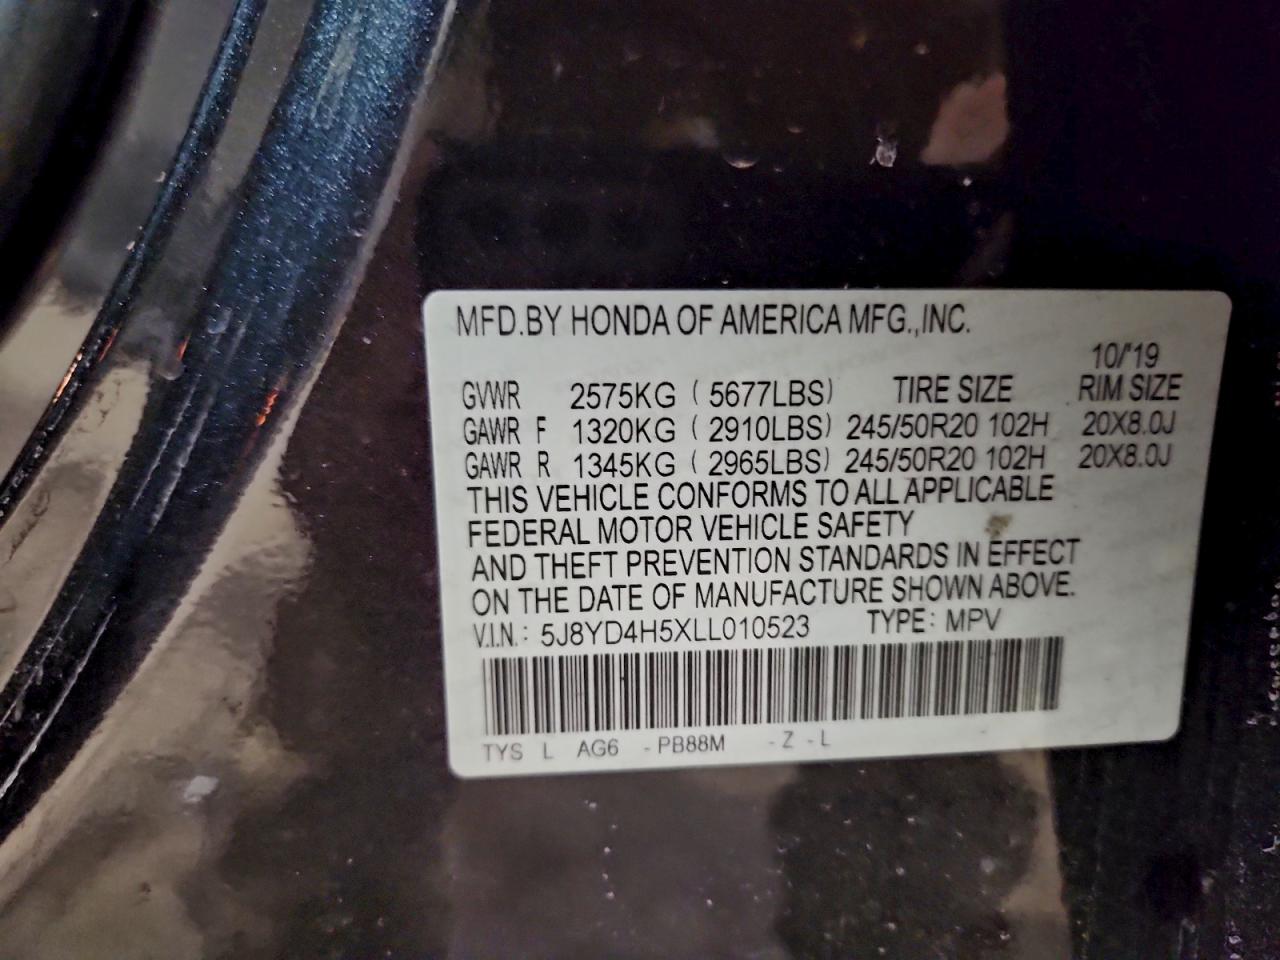 MFD.BY HONDA OF AMERICA MFG.,INC.
10/'19
GVWR 2575KG ( 5677LBS) TIRE SIZE RIM SIZE
GAWR F 1320KG ( 2910LBS) 245/50R20 102H 20X8.0J
GAWR R 1345KG ( 2965LBS) 245/50R20 102H 20X8.0J
THIS VEHICLE CONFORMS TO ALL APPLICABLE
FEDERAL MOTOR VEHICLE SAFETY
AND THEFT PREVENTION STANDARDS IN EFFECT
ON THE DATE OF MANUFACTURE SHOWN ABOVE.
V.I.N.: 5J8YD4H5XLL010523 TYPE: MPV
TYS L AG6 - PB88M - Z - L -